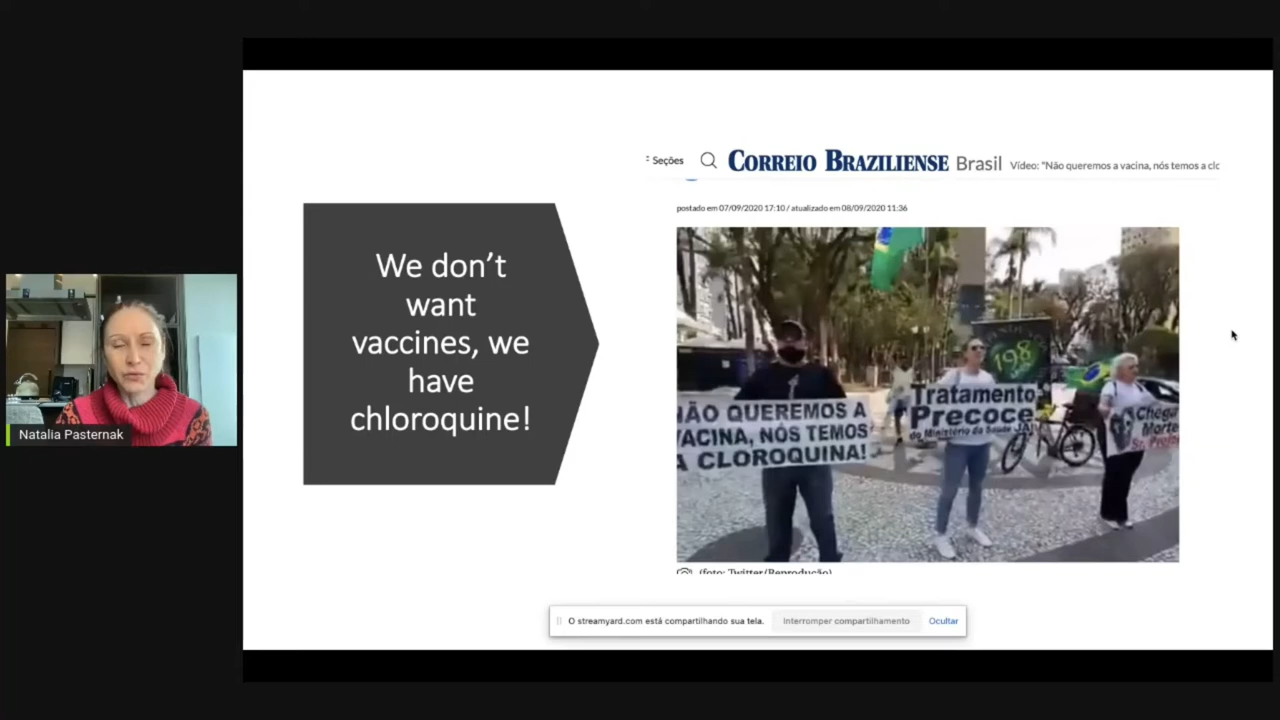 Natalia Pasternak
We don't
want
vaccines, we
have
chloroquine!
Seções
CORREIO BRAZILIENSE Brasil Vídeo: "Não queremos a vacina, nós temos a clo
postado em 07/09/2020 17:10 / atualizado em 08/09/2020 11:36
NÃO QUEREMOS A
VACINA, NÓS TEMOS
A CLOROQUINA!
198
Tratamento
Precoce
do Ministério da Saúde JÁ!
Chega
Morte
Sr. Prefe
(foto: Twitter/Reprodução)
O streamyard.com está compartilhando sua tela.
Interromper compartilhamento
Ocultar